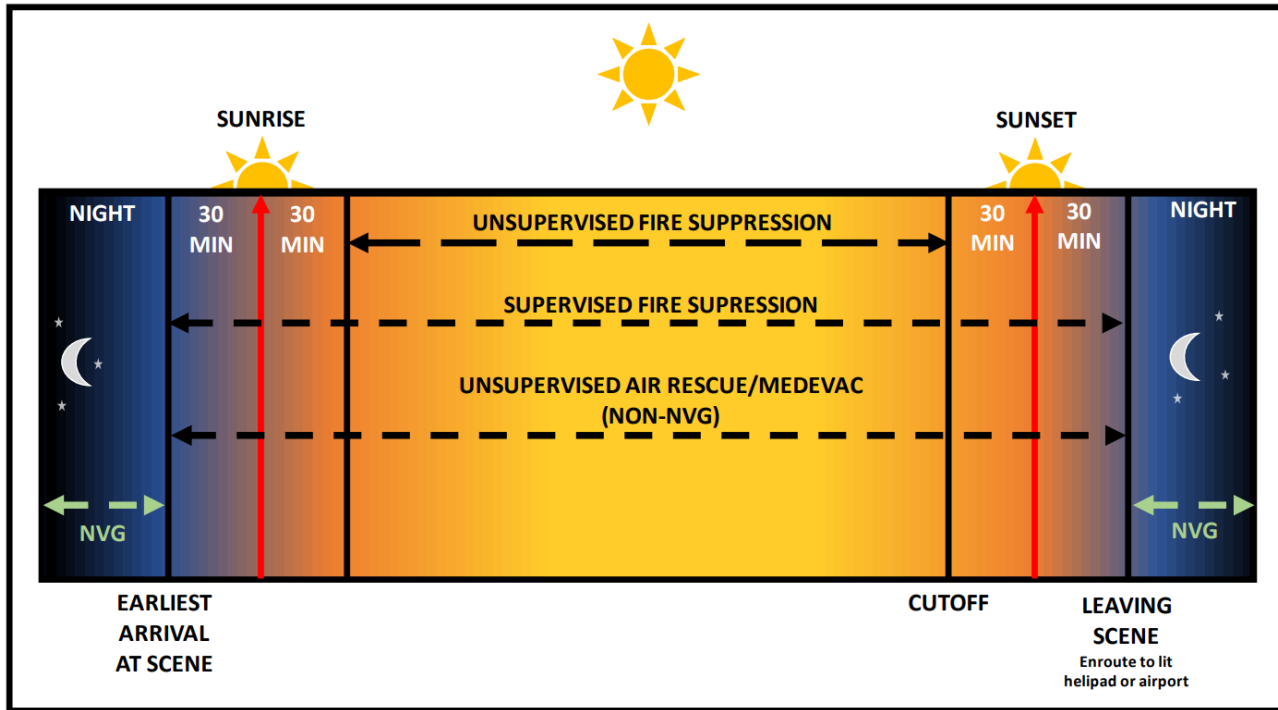 SUNRISE
SUNSET
NIGHT
30
MIN
30
MIN
UNSUPERVISED FIRE SUPPRESSION
30
MIN
30
MIN
NIGHT
SUPERVISED FIRE SUPRESSION
UNSUPERVISED AIR RESCUE/MEDEVAC
(NON-NVG)
NVG
NVG
EARLIEST
ARRIVAL
AT SCENE
CUTOFF
LEAVING
SCENE
Enroute to lit
helipad or airport